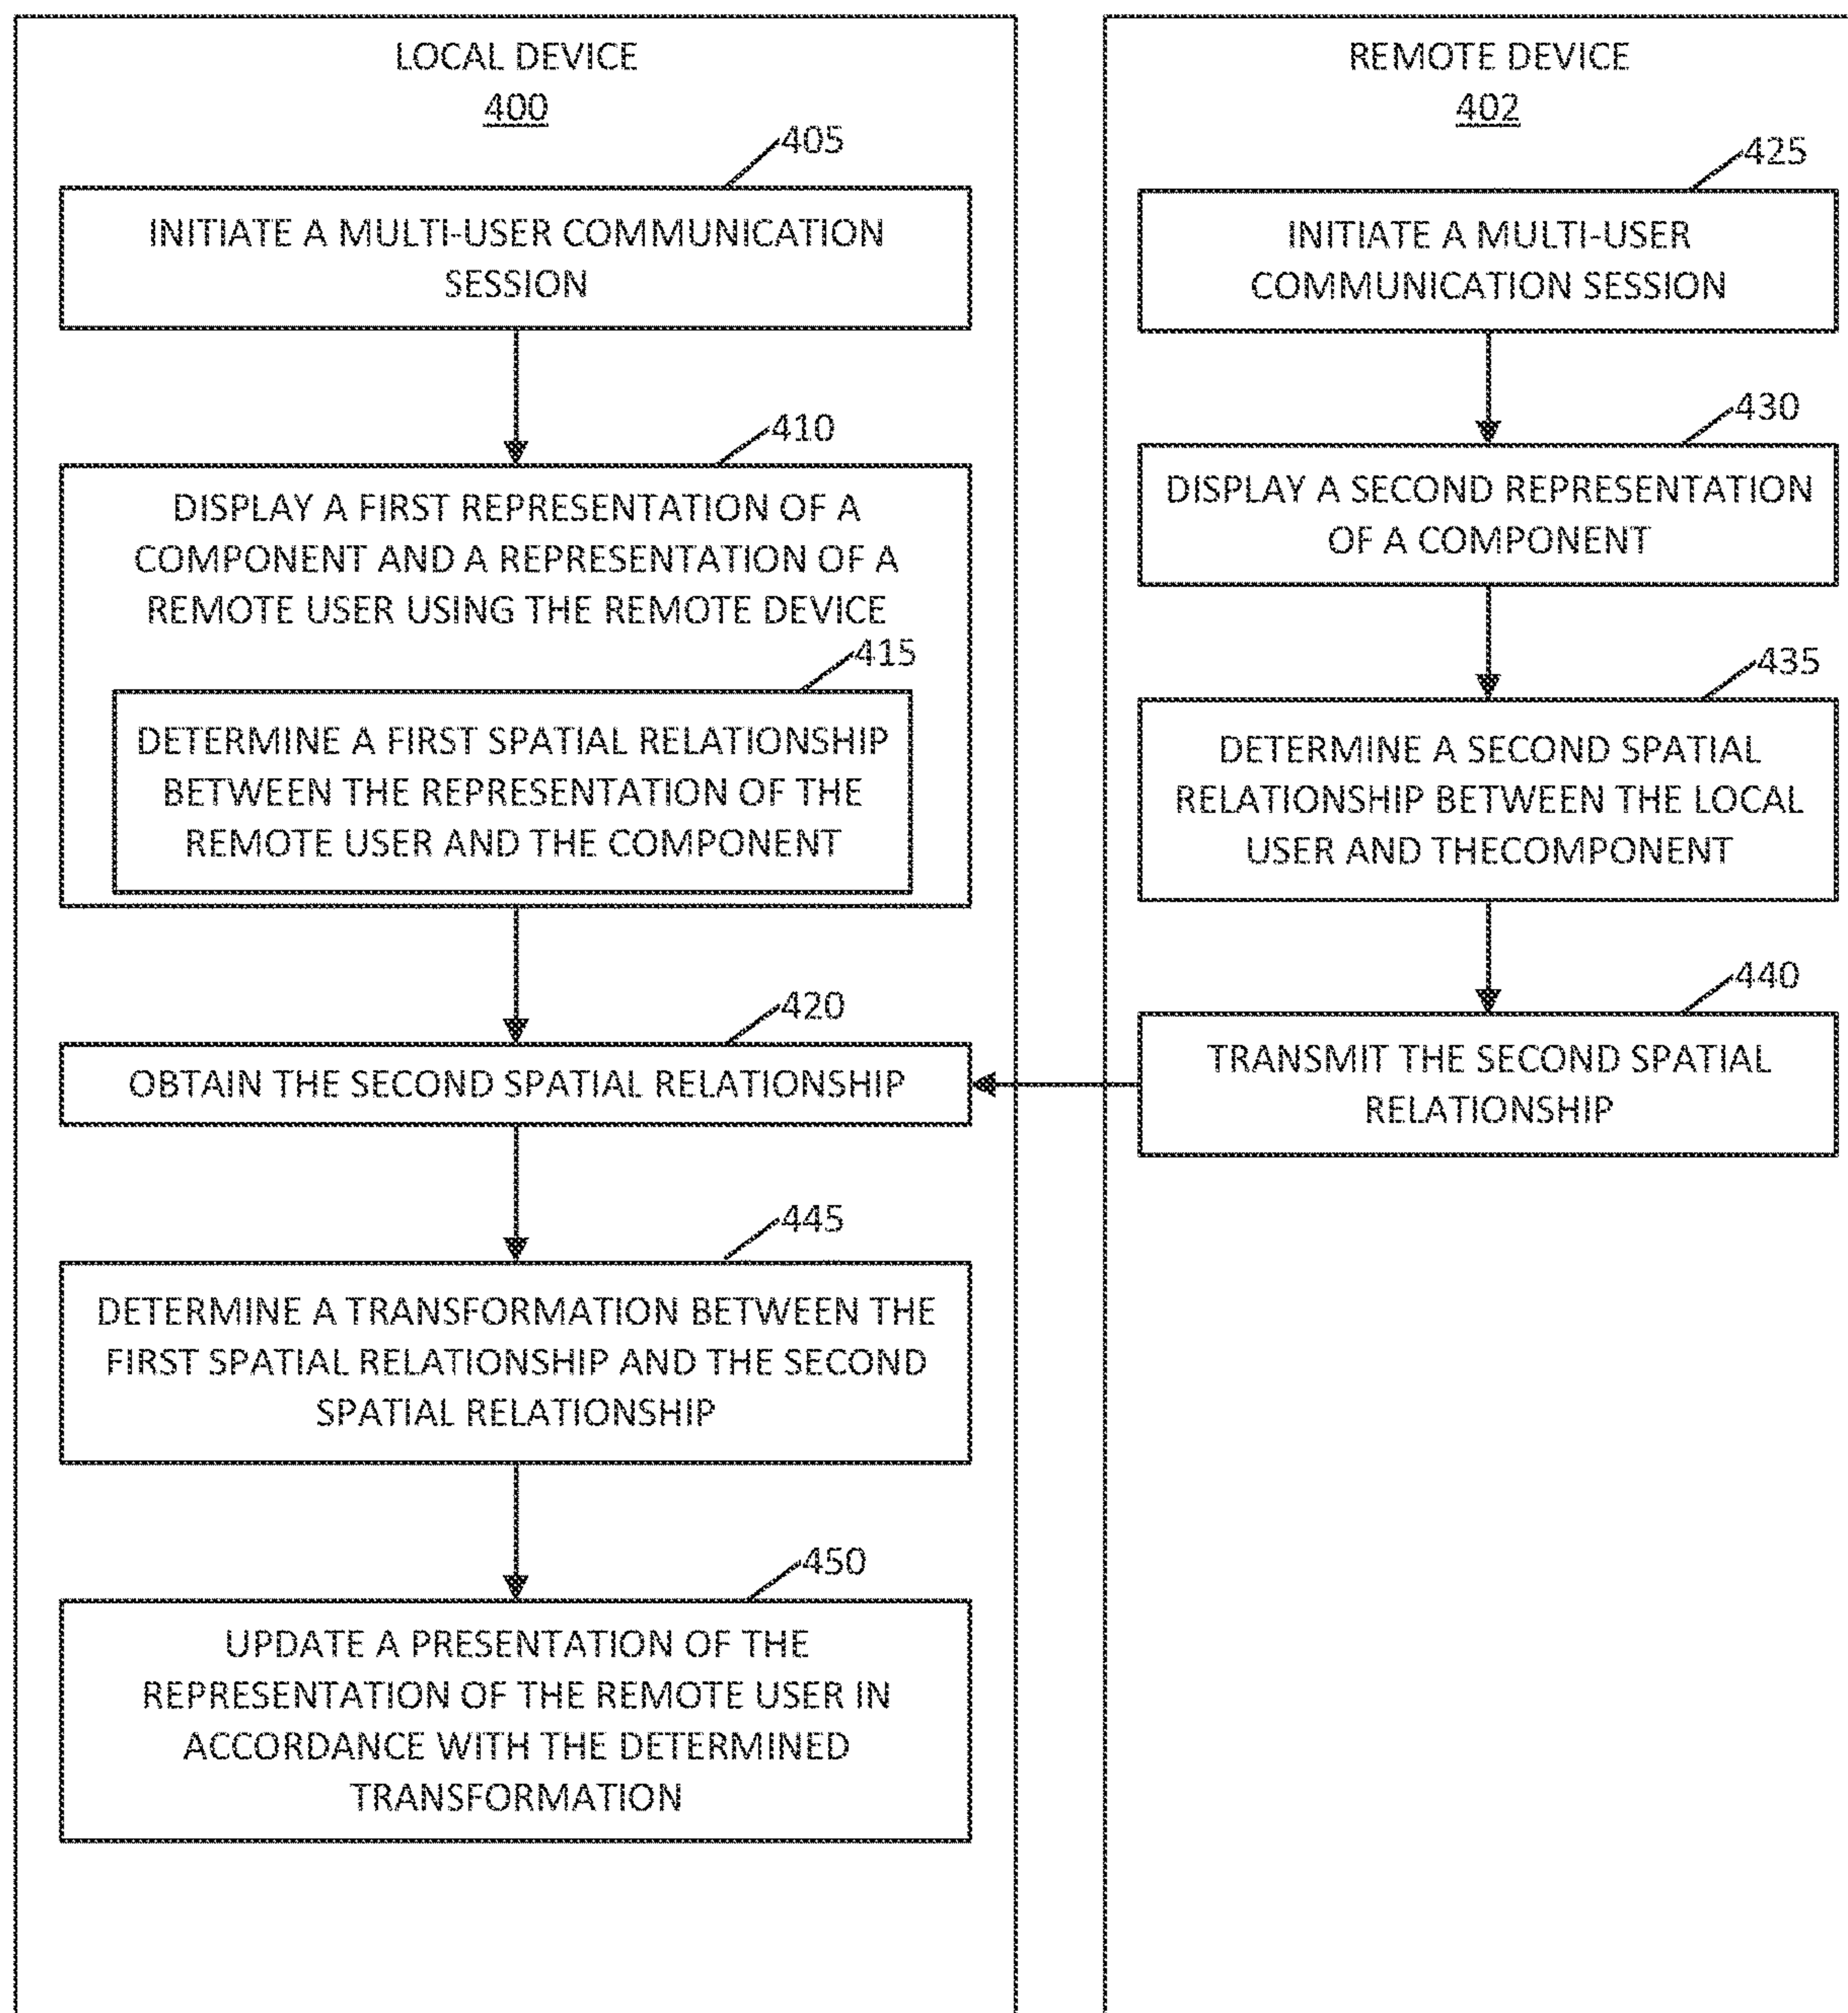 LOCAL DEVICE
400
405
INITIATE A MULTI-USER COMMUNICATION
SESSION
410
DISPLAY A FIRST REPRESENTATION OF A
COMPONENT AND A REPRESENTATION OF A
REMOTE USER USING THE REMOTE DEVICE
415
DETERMINE A FIRST SPATIAL RELATIONSHIP
BETWEEN THE REPRESENTATION OF THE
REMOTE USER AND THE COMPONENT
420
OBTAIN THE SECOND SPATIAL RELATIONSHIP
445
DETERMINE A TRANSFORMATION BETWEEN THE
FIRST SPATIAL RELATIONSHIP AND THE SECOND
SPATIAL RELATIONSHIP
450
UPDATE A PRESENTATION OF THE
REPRESENTATION OF THE REMOTE USER IN
ACCORDANCE WITH THE DETERMINED
TRANSFORMATION
REMOTE DEVICE
402
425
INITIATE A MULTI-USER
COMMUNICATION SESSION
430
DISPLAY A SECOND REPRESENTATION
OF A COMPONENT
435
DETERMINE A SECOND SPATIAL
RELATIONSHIP BETWEEN THE LOCAL
USER AND THECOMPONENT
440
TRANSMIT THE SECOND SPATIAL
RELATIONSHIP